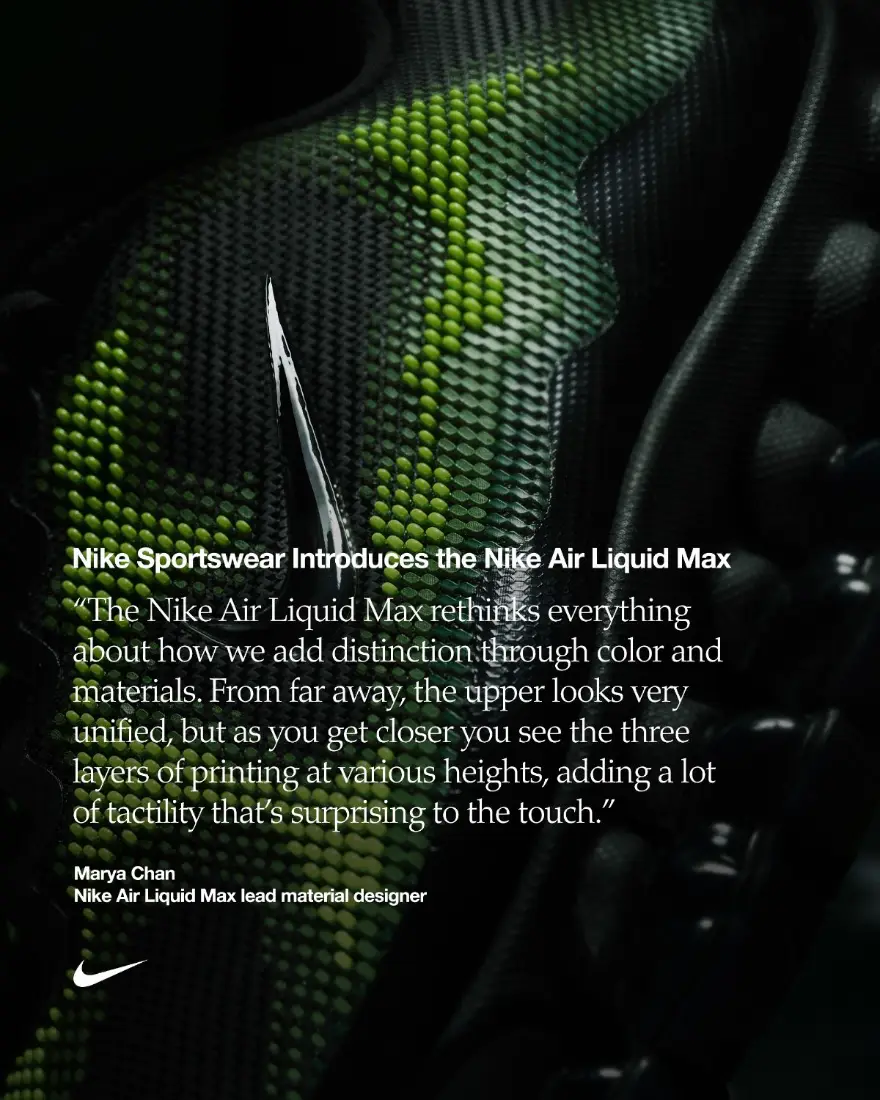 Nike Sportswear Introduces the Nike Air Liquid Max
“The Nike Air Liquid Max rethinks everything
about how we add distinction through color and
materials. From far away, the upper looks very
unified, but as you get closer you see the three
layers of printing at various heights, adding a lot
of tactility that’s surprising to the touch.”
Marya Chan
Nike Air Liquid Max lead material designer